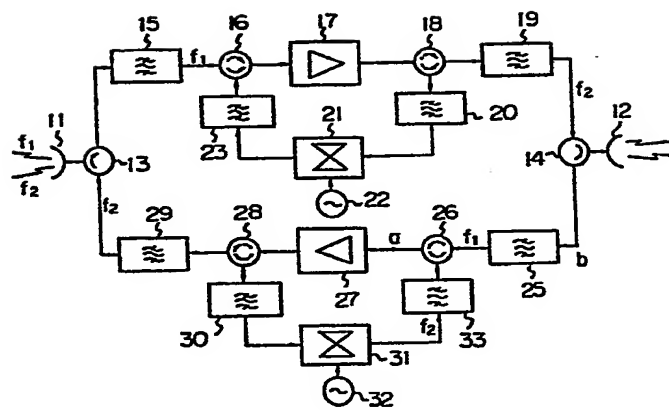 15 16 17 18 19
f₁
f₂
11 23 21 20 12
f₁
f₂
13 14
f₂
22
29 28 26
a f₁
27 25 b
30 31 f₂ 33
32